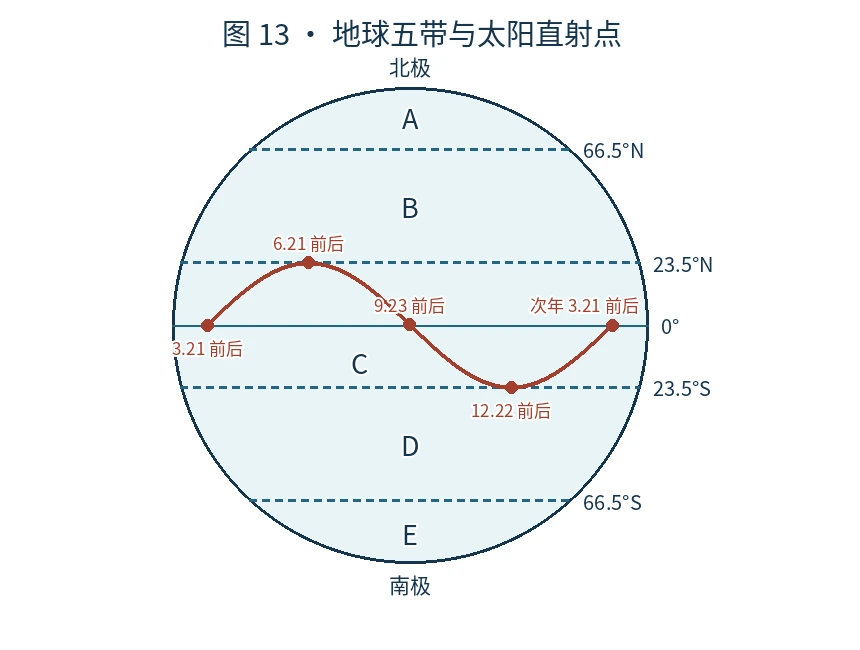 图 13 · 地球五带与太阳直射点
北极
A
66.5°N
B
6.21 前后
23.5°N
9.23 前后
次年 3.21 前后
0°
3.21 前后
C
23.5°S
12.22 前后
D
66.5°S
E
南极